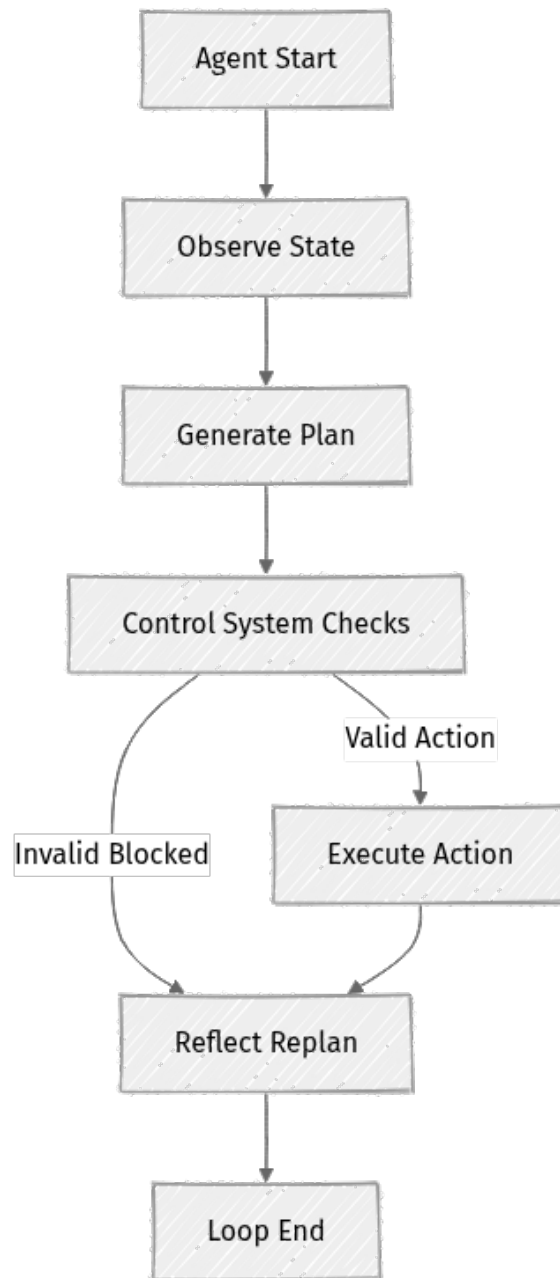 Agent Start
Observe State
Generate Plan
Control System Checks
Valid Action
Invalid Blocked
Execute Action
Reflect Replan
Loop End